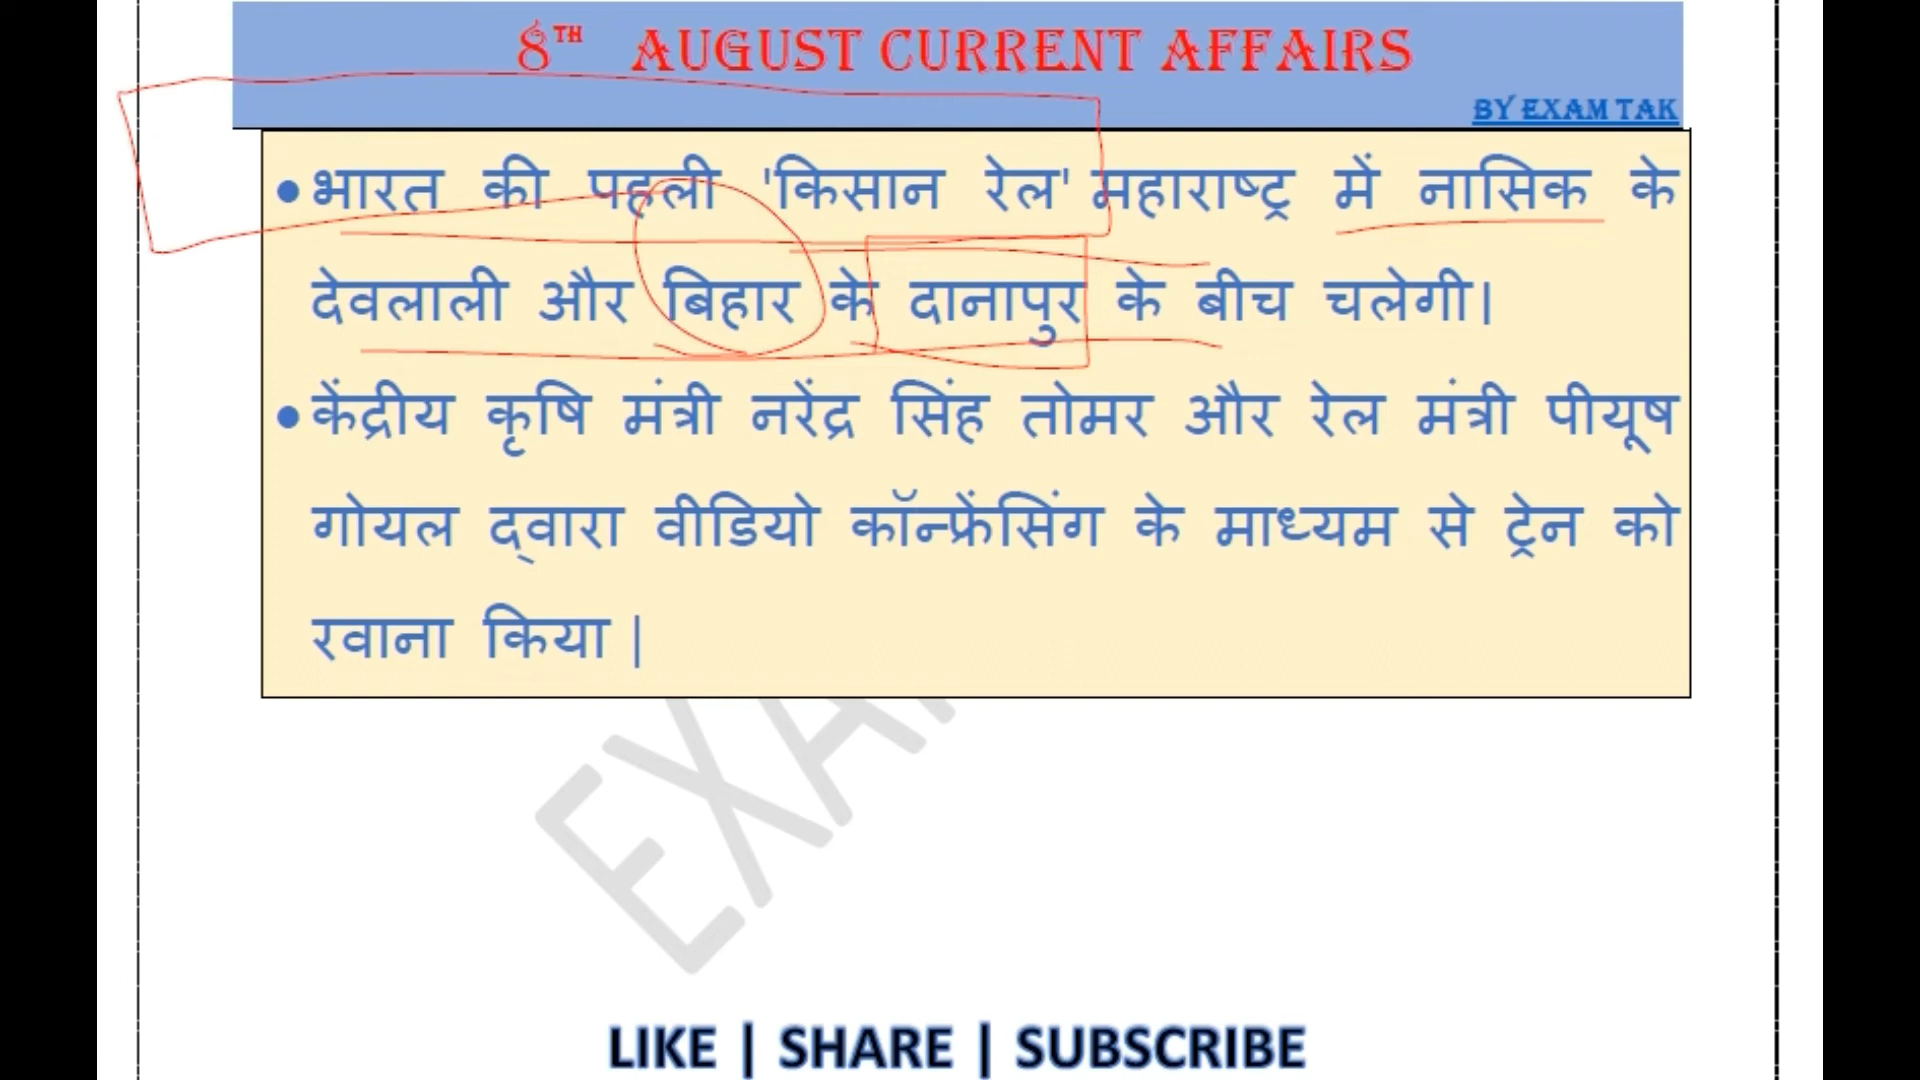 8TH AUGUST CURRENT AFFAIRS
BY EXAM TAK
•भारत की पहली 'किसान रेल' महाराष्ट्र में नासिक के
देवलाली और बिहार के दानापुर के बीच चलेगी।
•केंद्रीय कृषि मंत्री नरेंद्र सिंह तोमर और रेल मंत्री पीयूष
गोयल द्वारा वीडियो कॉन्फ्रेंसिंग के माध्यम से ट्रेन को
रवाना किया |
EXA
LIKE | SHARE | SUBSCRIBE